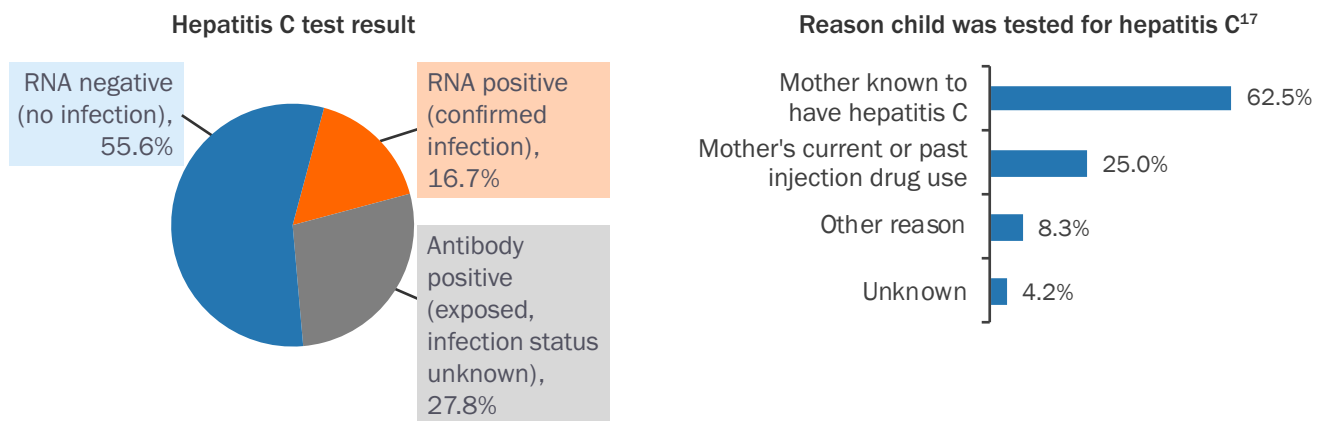 Hepatitis C test result
RNA negative
(no infection),
55.6%
RNA positive
(confirmed
infection),
16.7%
Antibody
positive
(exposed,
infection status
unknown),
27.8%
Reason child was tested for hepatitis C¹⁷
Mother known to
have hepatitis C
62.5%
Mother's current or past
injection drug use
25.0%
Other reason
8.3%
Unknown
4.2%